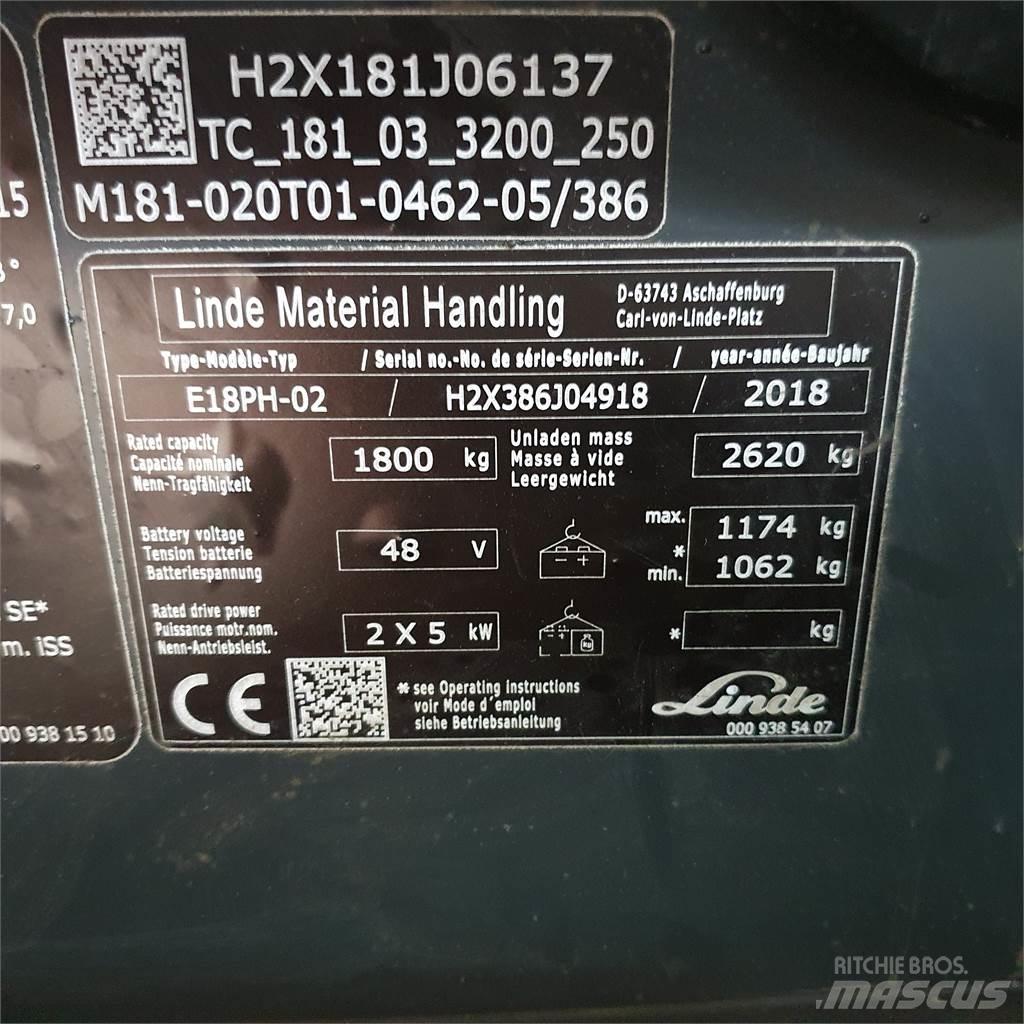 H2X181J06137
TC_181_03_3200_250
M181-020T01-0462-05/386
15
3°
7,0
SE*
m. iSS
00 938 15 10
Linde Material Handling
D-63743 Aschaffenburg
Carl-von-Linde-Platz
Type-Modèle-Typ / Serial no.-No. de série-Serien-Nr. / year-année-Baujahr
E18PH-02 / H2X386J04918 / 2018
Rated capacity
Capacité nominale
Nenn-Tragfähigkeit
1800 kg
Unladen mass
Masse à vide
Leergewicht
2620 kg
Battery voltage
Tension batterie
Batteriespannung
48 V
- +
max. 1174 kg
*
min. 1062 kg
Rated drive power
Puissance motr.nom.
Nenn-Antriebsleist.
2 X 5 kW
kg
* kg
CE
* see Operating instructions
voir Mode d´emploi
siehe Betriebsanleitung
Linde
000 938 54 07
RITCHIE BROS.
MASCUS